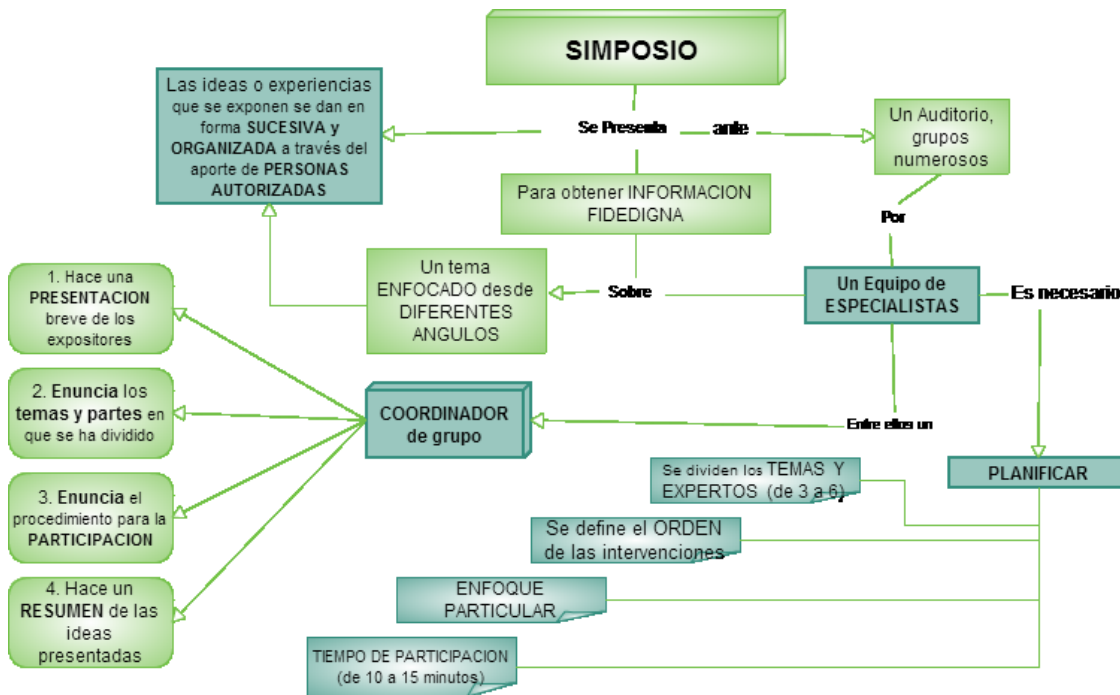 SIMPOSIO
Las ideas o experiencias
que se exponen se dan en
forma SUCESIVA y
ORGANIZADA a través del
aporte de PERSONAS
AUTORIZADAS
Se Presenta
ante
Un Auditorio,
grupos
numerosos
Para obtener INFORMACION
FIDEDIGNA
Por
Un tema
ENFOCADO desde
DIFERENTES
ANGULOS
Sobre
Un Equipo de
ESPECIALISTAS
Es necesario
1. Hace una
PRESENTACION
breve de los
expositores
2. Enuncia los
temas y partes en
que se ha dividido
3. Enuncia el
procedimiento para la
PARTICIPACION
4. Hace un
RESUMEN de las
ideas
presentadas
COORDINADOR
de grupo
Entre ellos un
PLANIFICAR
Se dividen los TEMAS Y
EXPERTOS (de 3 a 6)
Se define el ORDEN
de las intervenciones
ENFOQUE
PARTICULAR
TIEMPO DE PARTICIPACION
(de 10 a 15 minutos)